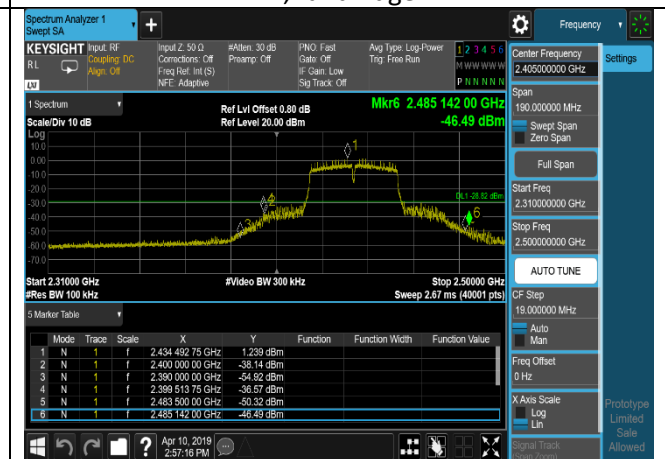 Spectrum Analyzer 1
Swept SA
+
Frequency
KEYSIGHT Input: RF
RL
Coupling: DC
Align: Off
Input Z: 50 Ω
Corrections: Off
Freq Ref: Int (S)
NFE: Adaptive
#Atten: 30 dB
Preamp: Off
PNO: Fast
Gate: Off
IF Gain: Low
Sig Track: Off
Avg Type: Log-Power
Trig: Free Run
1 2 3 4 5 6
M W W W W W
P N N N N N
LXI
1 Spectrum
Scale/Div 10 dB
Ref Lvl Offset 0.80 dB
Ref Level 20.00 dBm
Mkr6 2.485 142 00 GHz
-46.49 dBm
Log
10.0
0.00
-10.0
-20.0
-30.0
-40.0
-50.0
-60.0
-70.0
1
DL1 -28.82 dBm
6
Start 2.31000 GHz
#Res BW 100 kHz
#Video BW 300 kHz
Stop 2.50000 GHz
Sweep 2.67 ms (40001 pts)
5 Marker Table
Mode Trace Scale X Y Function Function Width Function Value
1 N 1 f 2.434 492 75 GHz 1.239 dBm
2 N 1 f 2.400 000 00 GHz -38.14 dBm
3 N 1 f 2.390 000 00 GHz -54.92 dBm
4 N 1 f 2.399 513 75 GHz -36.57 dBm
5 N 1 f 2.483 500 00 GHz -50.32 dBm
6 N 1 f 2.485 142 00 GHz -46.49 dBm
Apr 10, 2019
2:57:16 PM
?
Center Frequency
2.405000000 GHz
Settings
Span
190.000000 MHz
Swept Span
Zero Span
Full Span
Start Freq
2.310000000 GHz
Stop Freq
2.500000000 GHz
AUTO TUNE
CF Step
19.000000 MHz
Auto
Man
Freq Offset
0 Hz
X Axis Scale
Log
Lin
Signal Track
(Span Zoom)
Prototype
Limited
Sale
Allowed